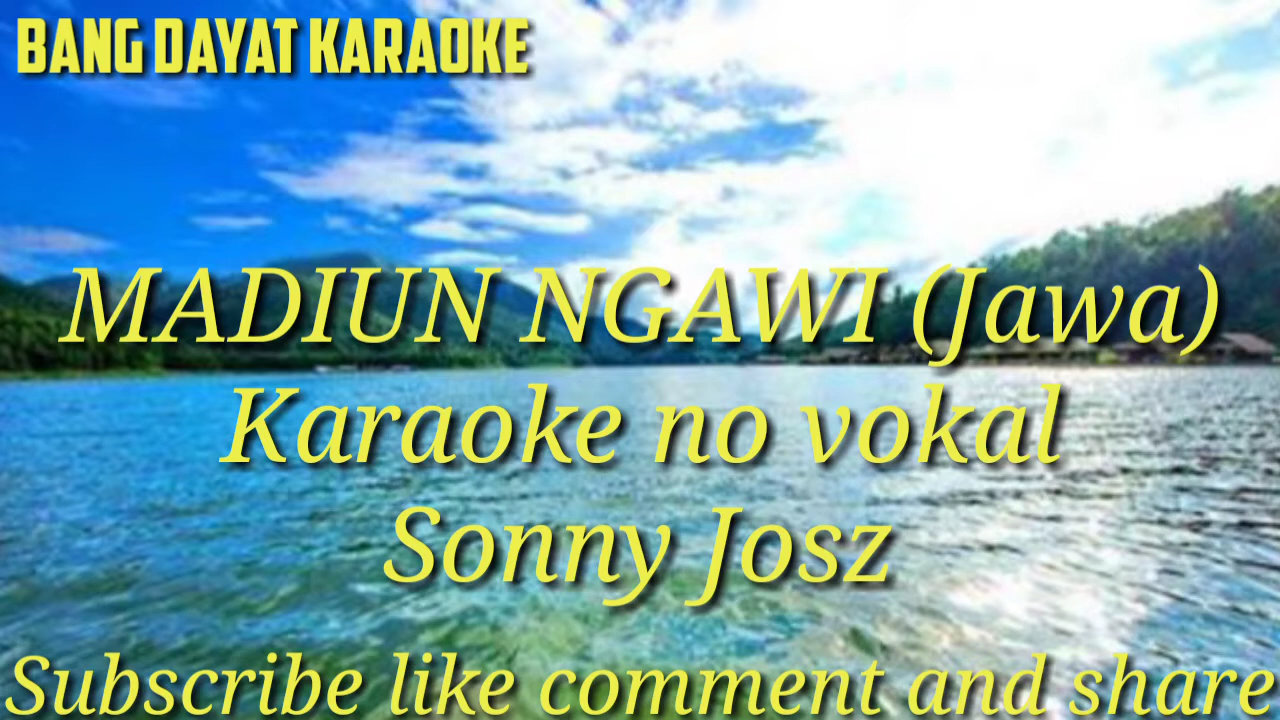 BANG DAYAT KARAOKE
MADIUN NGAWI (Jawa)
Karaoke no vokal
Sonny Josz
Subscribe like comment and share